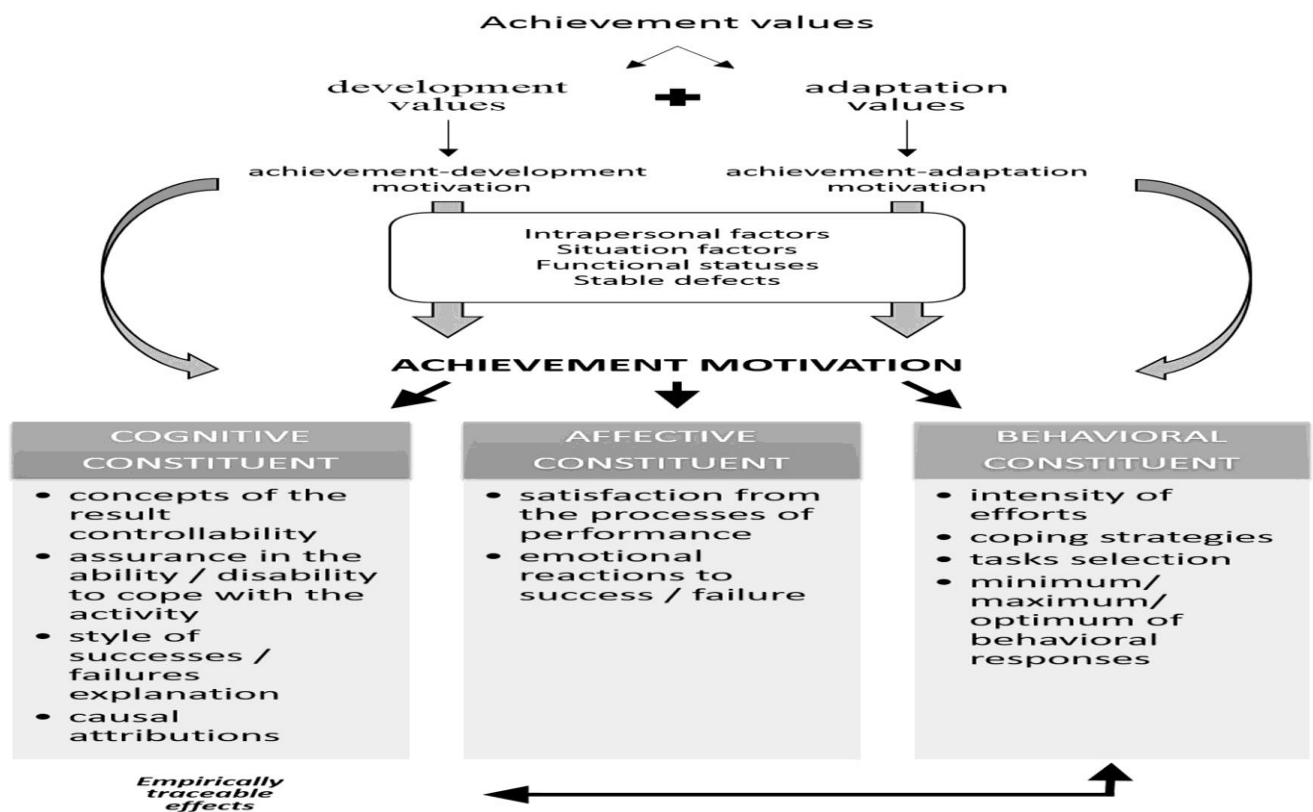 Achievement values
development
values
adaptation
values
achievement-development
motivation
achievement-adaptation
motivation
Intrapersonal factors
Situation factors
Functional statuses
Stable defects
ACHIEVEMENT MOTIVATION
COGNITIVE
CONSTITUENT
• concepts of the
result
controllability
• assurance in the
ability / disability
to cope with the
activity
• style of
successes /
failures
explanation
• causal
attributions
AFFECTIVE
CONSTITUENT
• satisfaction from
the processes of
performance
• emotional
reactions to
success / failure
BEHAVIORAL
CONSTITUENT
• intensity of
efforts
• coping strategies
• tasks selection
• minimum/
maximum/
optimum of
behavioral
responses
Empirically
traceable
effects